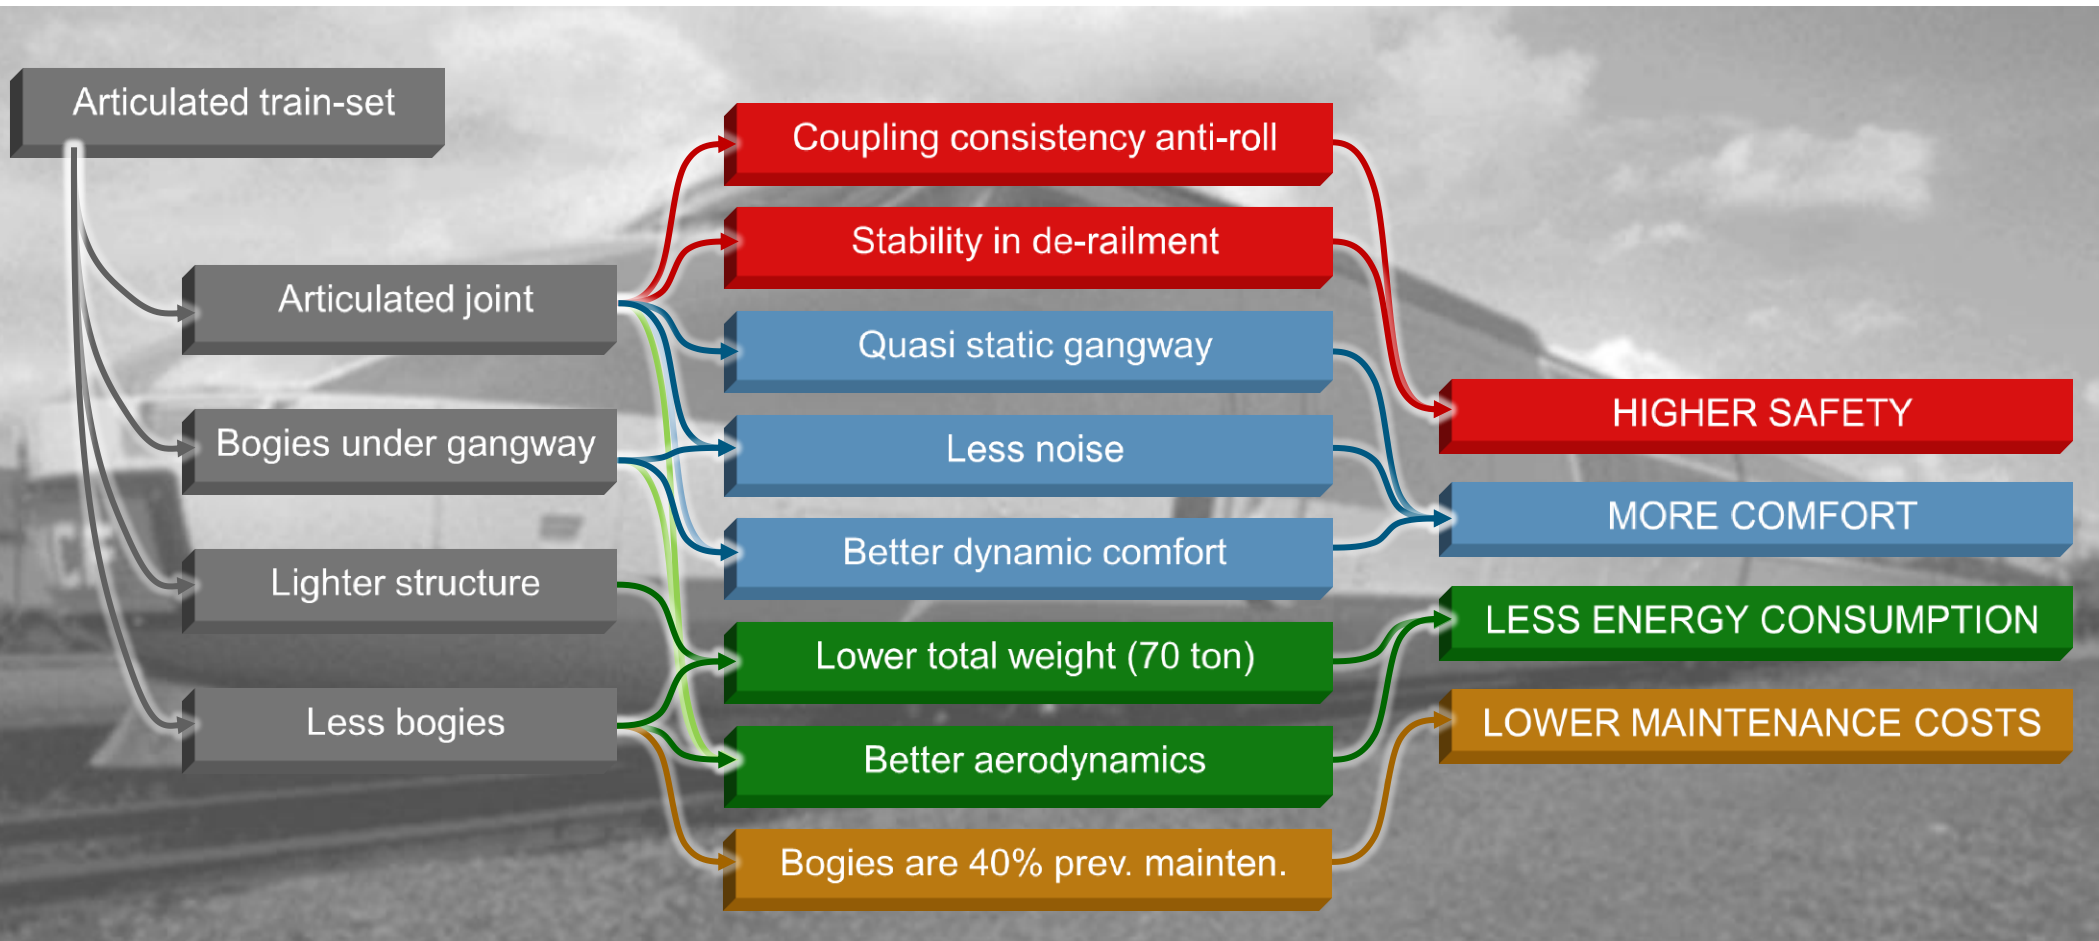 Articulated train-set
Articulated joint
Bogies under gangway
Lighter structure
Less bogies
Coupling consistency anti-roll
Stability in de-railment
Quasi static gangway
Less noise
Better dynamic comfort
Lower total weight (70 ton)
Better aerodynamics
Bogies are 40% prev. mainten.
HIGHER SAFETY
MORE COMFORT
LESS ENERGY CONSUMPTION
LOWER MAINTENANCE COSTS